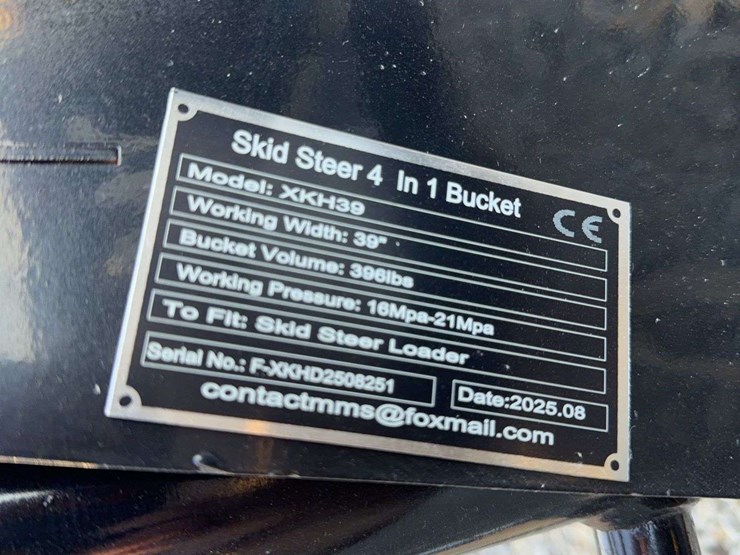 Skid Steer 4 In 1 Bucket
CE
Model: XKH39
Working Width: 39"
Bucket Volume: 396lbs
Working Pressure: 16Mpa-21Mpa
To Fit: Skid Steer Loader
Serial No.: F-XKHD2508251
Date:2025.08
contactmms@foxmail.com